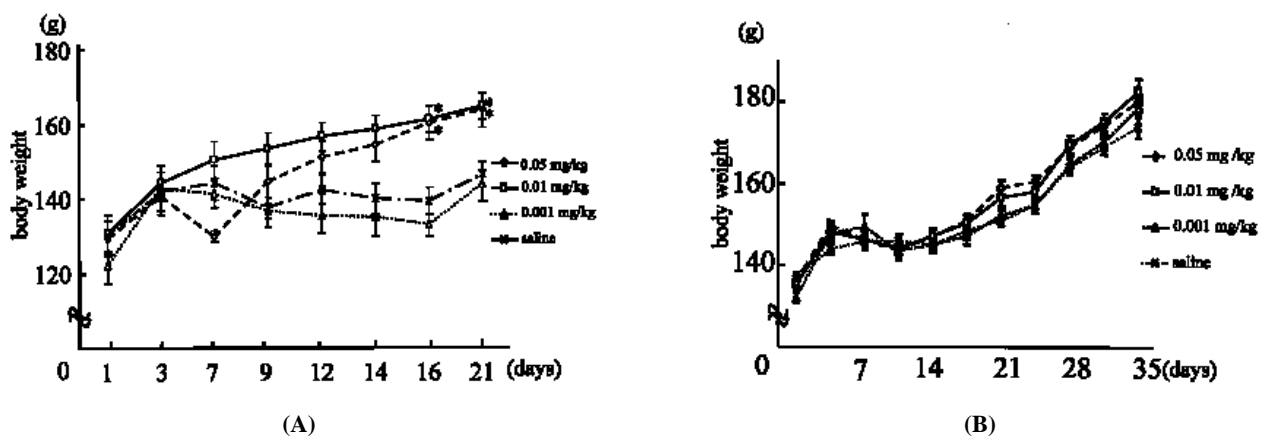 (g)
180
160
140
120
0
body weight
1 3 7 9 12 14 16 21 (days)
0.05 mg/kg
0.01 mg/kg
0.001 mg/kg
saline
* * * *
(A)
(g)
180
160
140
body weight
0 7 14 21 28 35(days)
0.05 mg /kg
0.01 mg /kg
0.001 mg/kg
saline
(B)